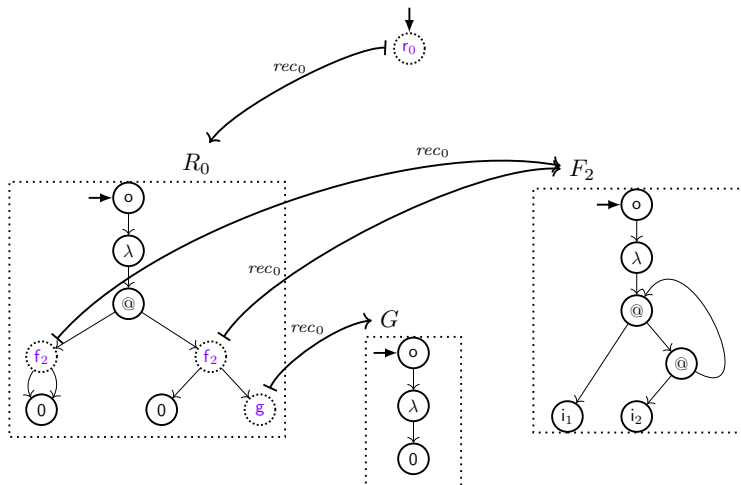 r₀
rec₀
R₀
rec₀
F₂
o
o
λ
λ
rec₀
@
@
rec₀
G
f₂
f₂
o
@
0
0
g
λ
i₁
i₂
0